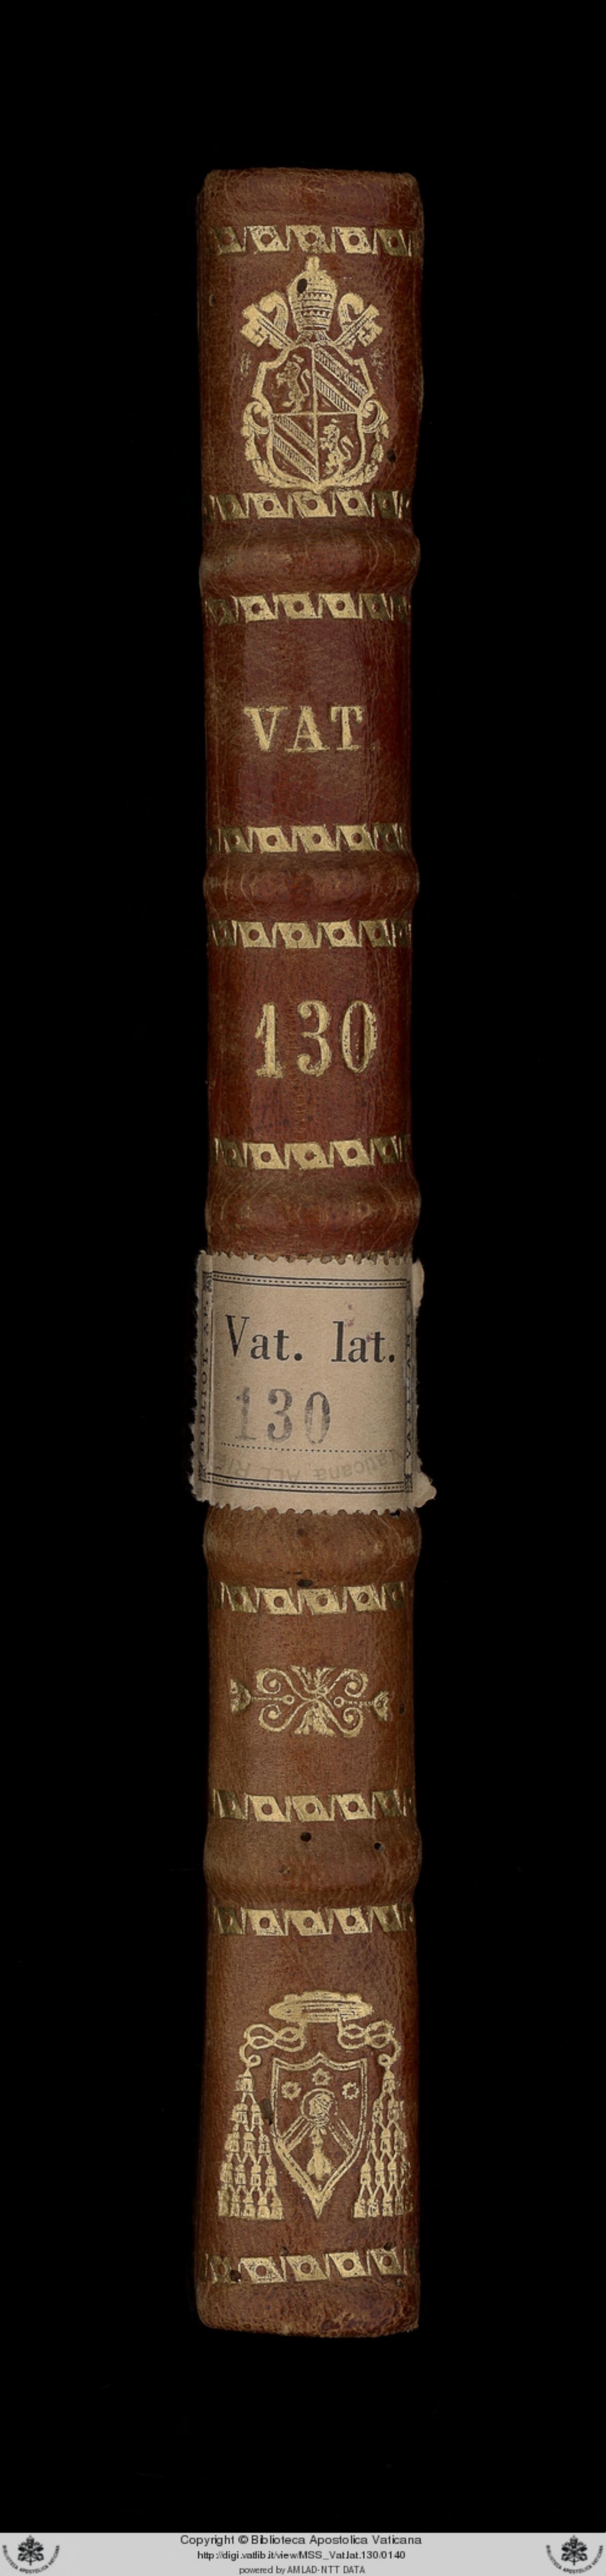 VAT.
130
Vat. lat.
130
Copyright © Biblioteca Apostolica Vaticana
http://digi.vatlib.it/view/MSS_Vat.lat.130/0140
powered by AMLAD-NTT DATA